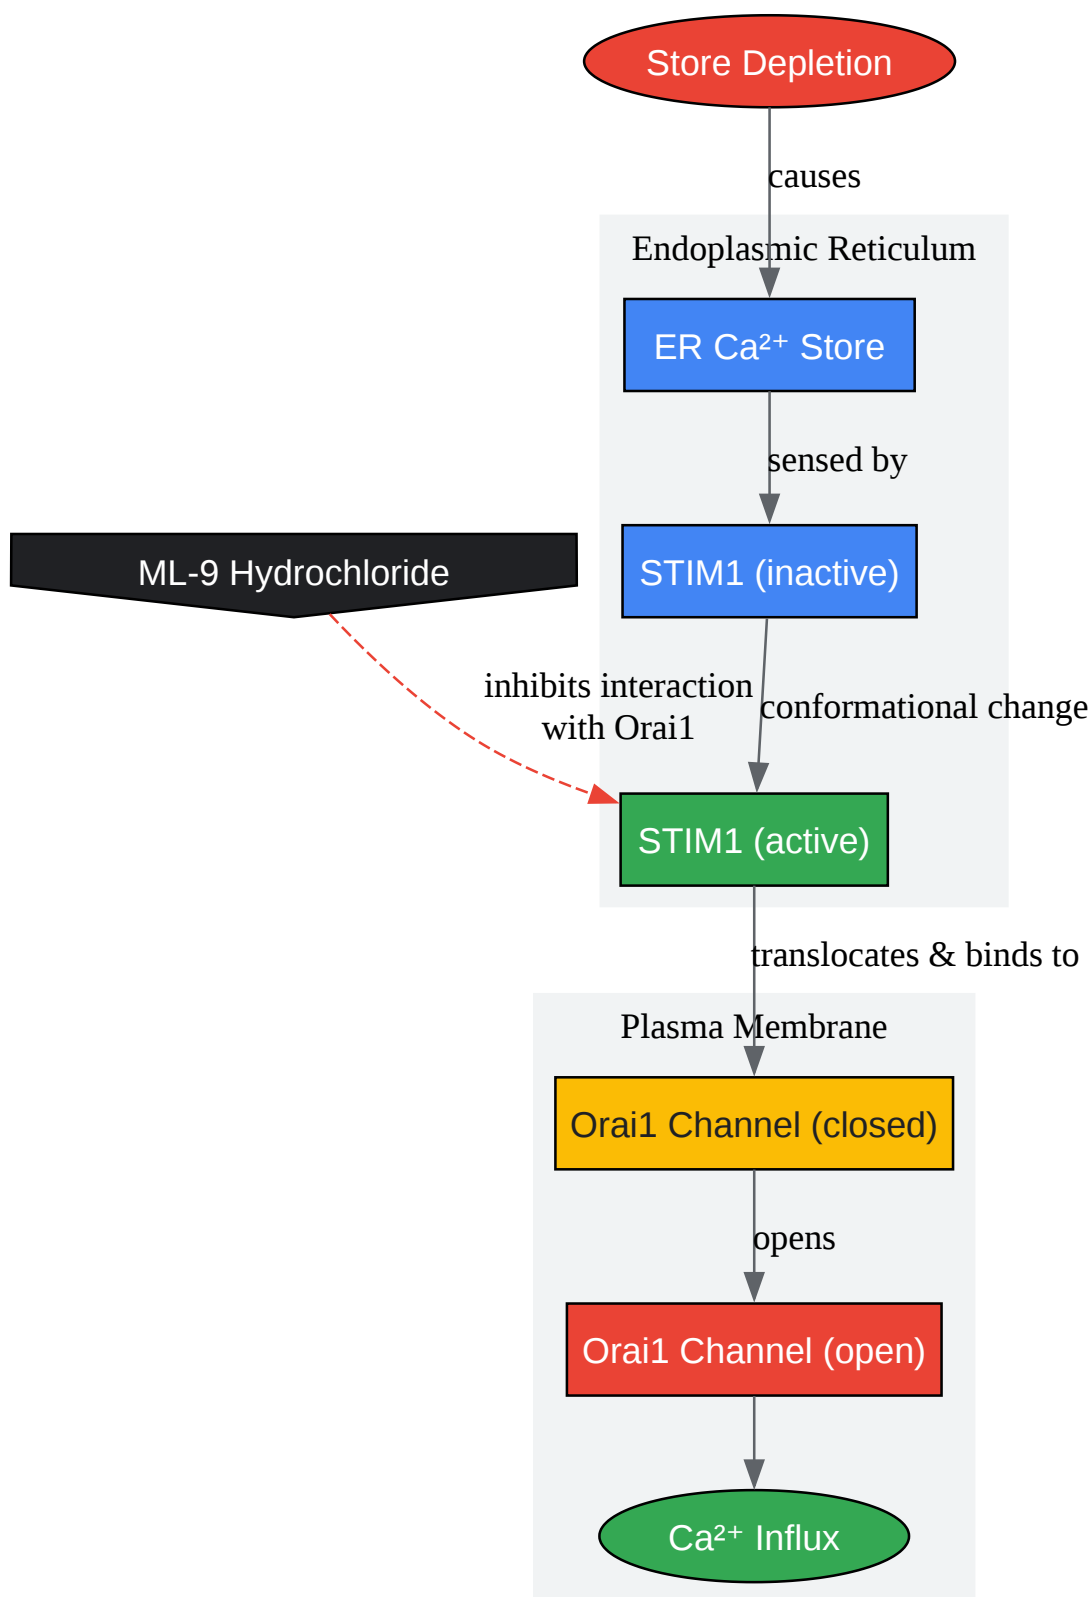 Store Depletion
causes
Endoplasmic Reticulum
ER Ca²⁺ Store
sensed by
STIM1 (inactive)
ML-9 Hydrochloride
inhibits interaction
with Orai1
conformational change
STIM1 (active)
translocates & binds to
Plasma Membrane
Orai1 Channel (closed)
opens
Orai1 Channel (open)
Ca²⁺ Influx